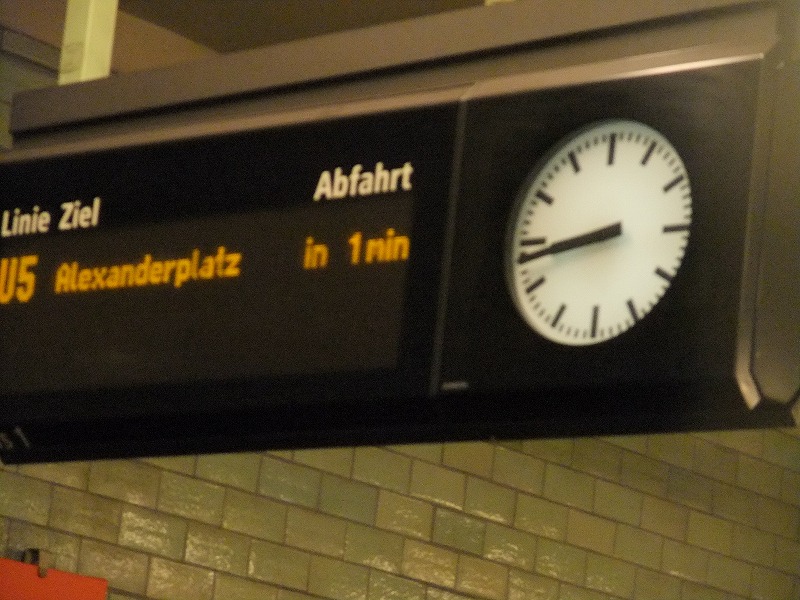 Linie Ziel Abfahrt
U5 Alexanderplatz in 1 min